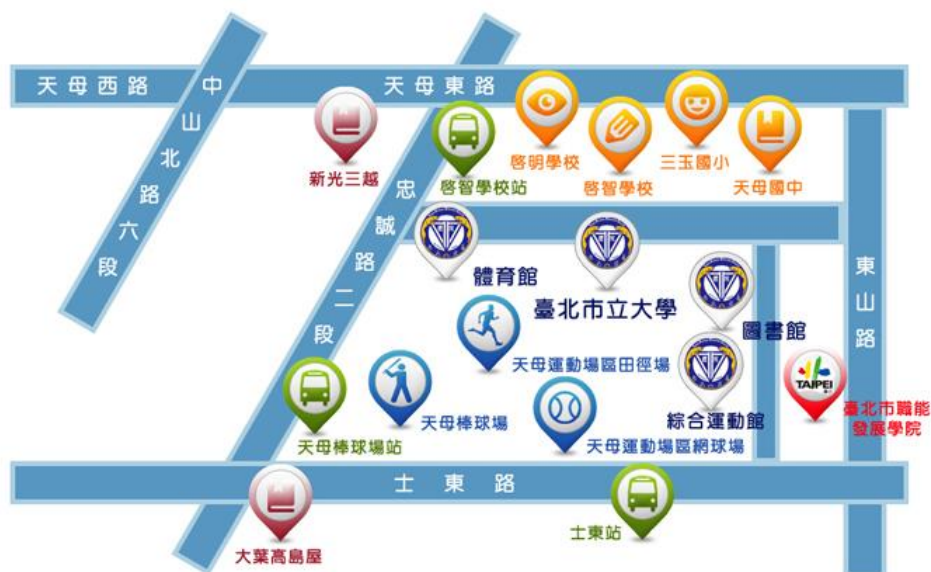 天母西路
中山北路六段
天母東路
新光三越
啓智學校站
啓明學校
啓智學校
三玉國小
天母國中
忠誠路二段
體育館
臺北市立大學
圖書館
東山路
天母運動場區田徑場
TAIPEI
臺北市職能
發展學院
綜合運動館
天母棒球場
天母棒球場站
天母運動場區網球場
士東路
士東站
大葉高島屋